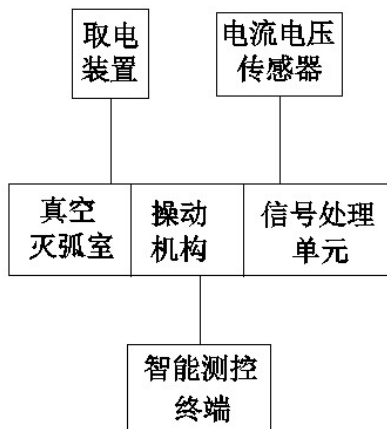 取电
装置
电流电压
传感器
真空
灭弧室
操动
机构
信号处理
单元
智能测控
终端